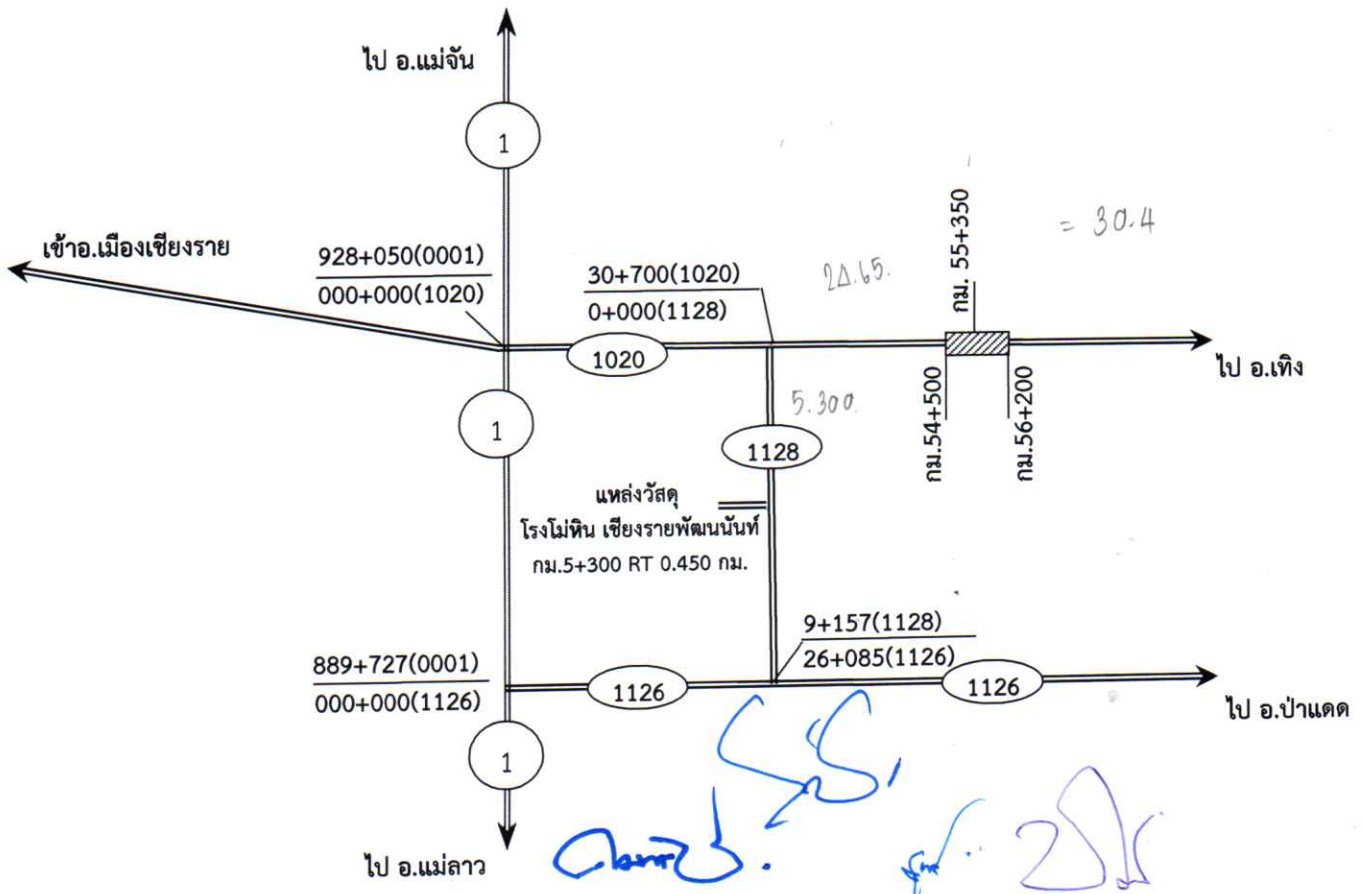 ไป อ.แม่จัน
1
เข้าอ.เมืองเชียงราย
928+050(0001)
000+000(1020)
30+700(1020)
0+000(1128)
24.65.
กม. 55+350
= 30.4
1020
ไป อ.เทิง
กม.54+500
กม.56+200
1
5.300.
1128
แหล่งวัสดุ
โรงโม่หิน เชียงรายพัฒนนันท์
กม.5+300 RT 0.450 กม.
889+727(0001)
000+000(1126)
9+157(1128)
26+085(1126)
1126
1126
ไป อ.ป่าแดด
1
ไป อ.แม่ลาว